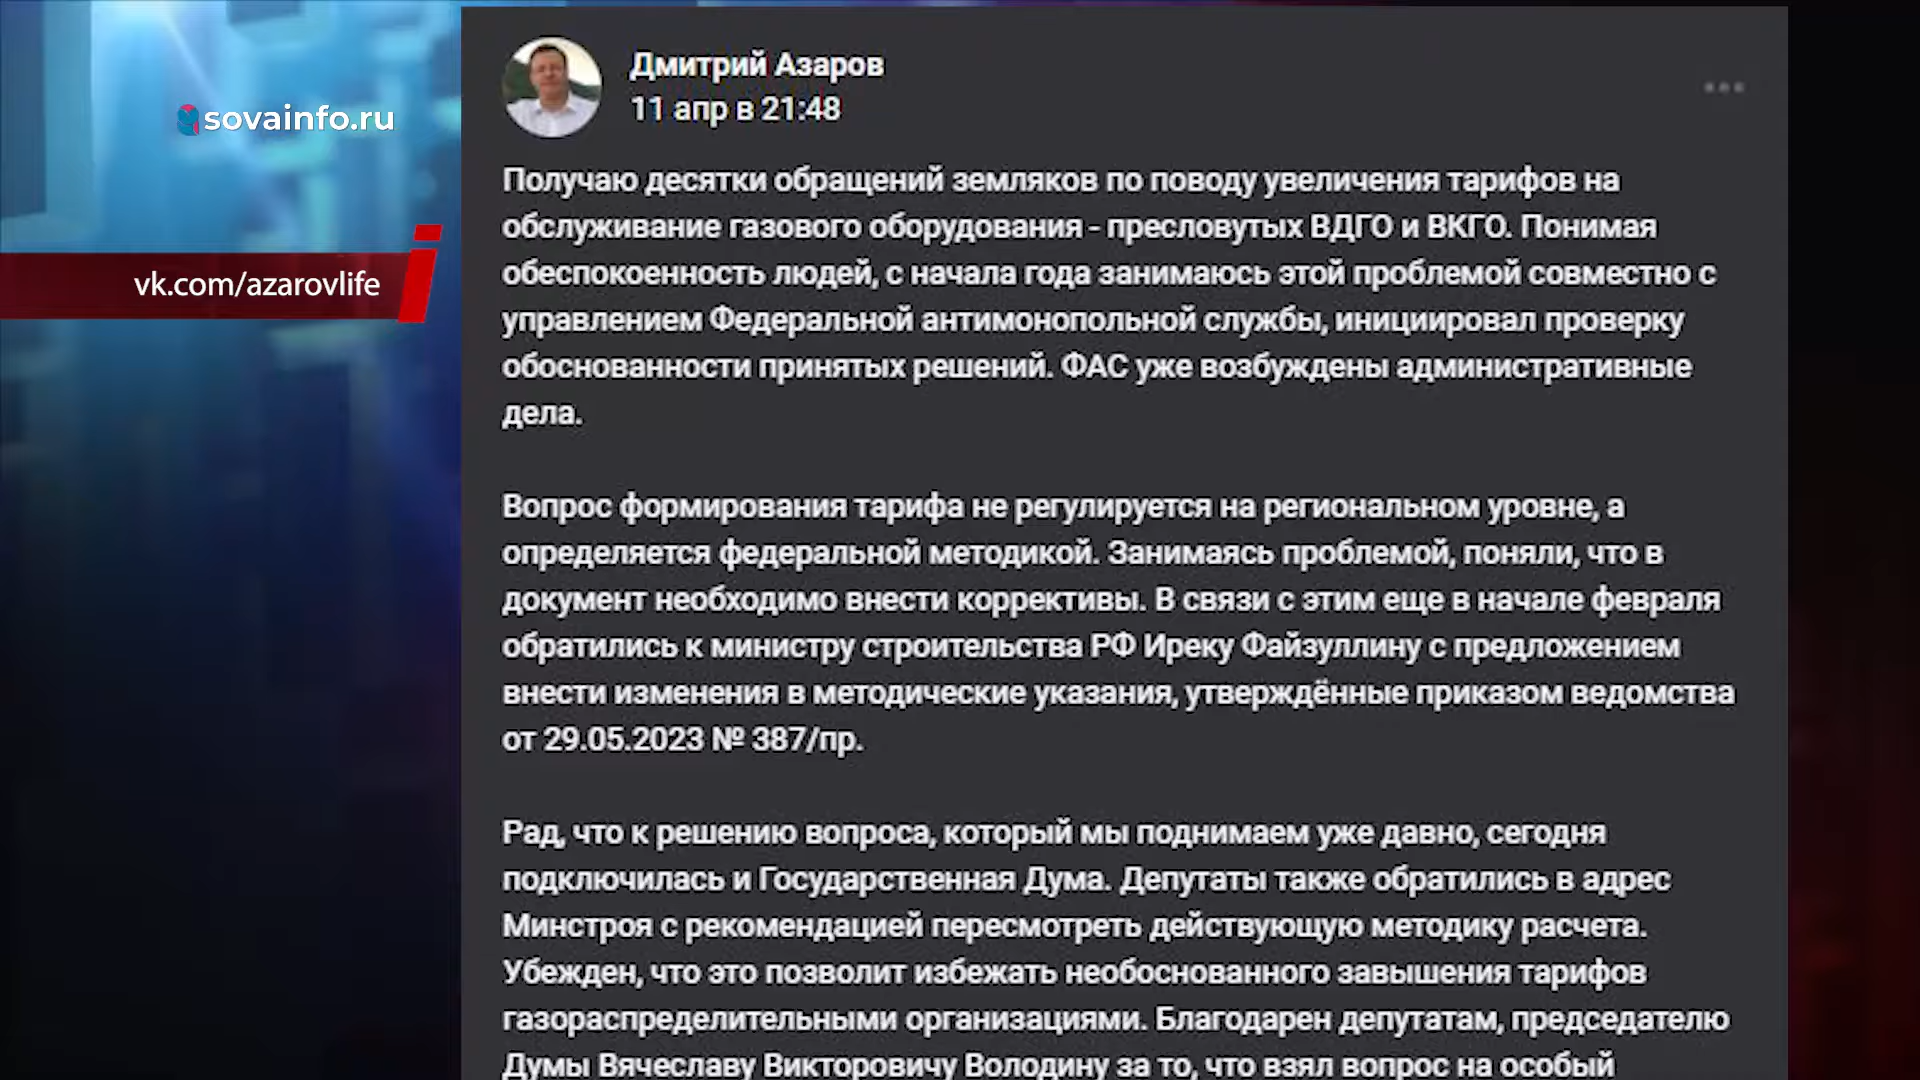 sovainfo.ru
vk.com/azarovlife
Дмитрий Азаров
11 апр в 21:48
Получаю десятки обращений земляков по поводу увеличения тарифов на
обслуживание газового оборудования - пресловутых ВДГО и ВКГО. Понимая
обеспокоенность людей, с начала года занимаюсь этой проблемой совместно с
управлением Федеральной антимонопольной службы, инициировал проверку
обоснованности принятых решений. ФАС уже возбуждены административные
дела.
Вопрос формирования тарифа не регулируется на региональном уровне, а
определяется федеральной методикой. Занимаясь проблемой, поняли, что в
документ необходимо внести коррективы. В связи с этим еще в начале февраля
обратились к министру строительства РФ Иреку Файзуллину с предложением
внести изменения в методические указания, утверждённые приказом ведомства
от 29.05.2023 № 387/пр.
Рад, что к решению вопроса, который мы поднимаем уже давно, сегодня
подключилась и Государственная Дума. Депутаты также обратились в адрес
Минстроя с рекомендацией пересмотреть действующую методику расчета.
Убежден, что это позволит избежать необоснованного завышения тарифов
газораспределительными организациями. Благодарен депутатам, председателю
Думы Вячеславу Викторовичу Володину за то, что взял вопрос на особый